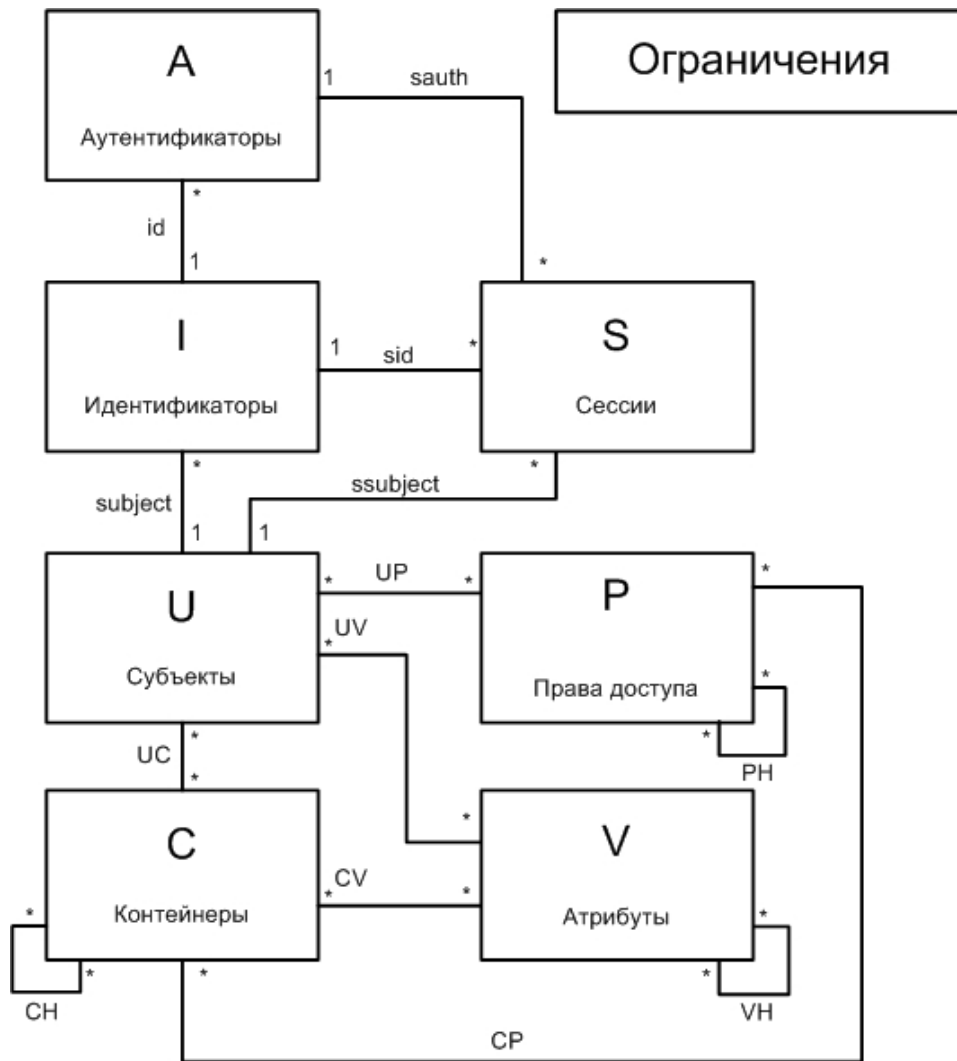 A
Аутентификаторы
Ограничения
1
sauth
*
id
1
*
I
Идентификаторы
1
sid
*
S
Сессии
*
subject
1
ssubject
1
*
U
Субъекты
*
UP
*
UV
*
P
Права доступа
*
*
*
PH
*
UC
*
C
Контейнеры
CV
*
*
*
V
Атрибуты
*
*
CH
*
*
*
VH
CP